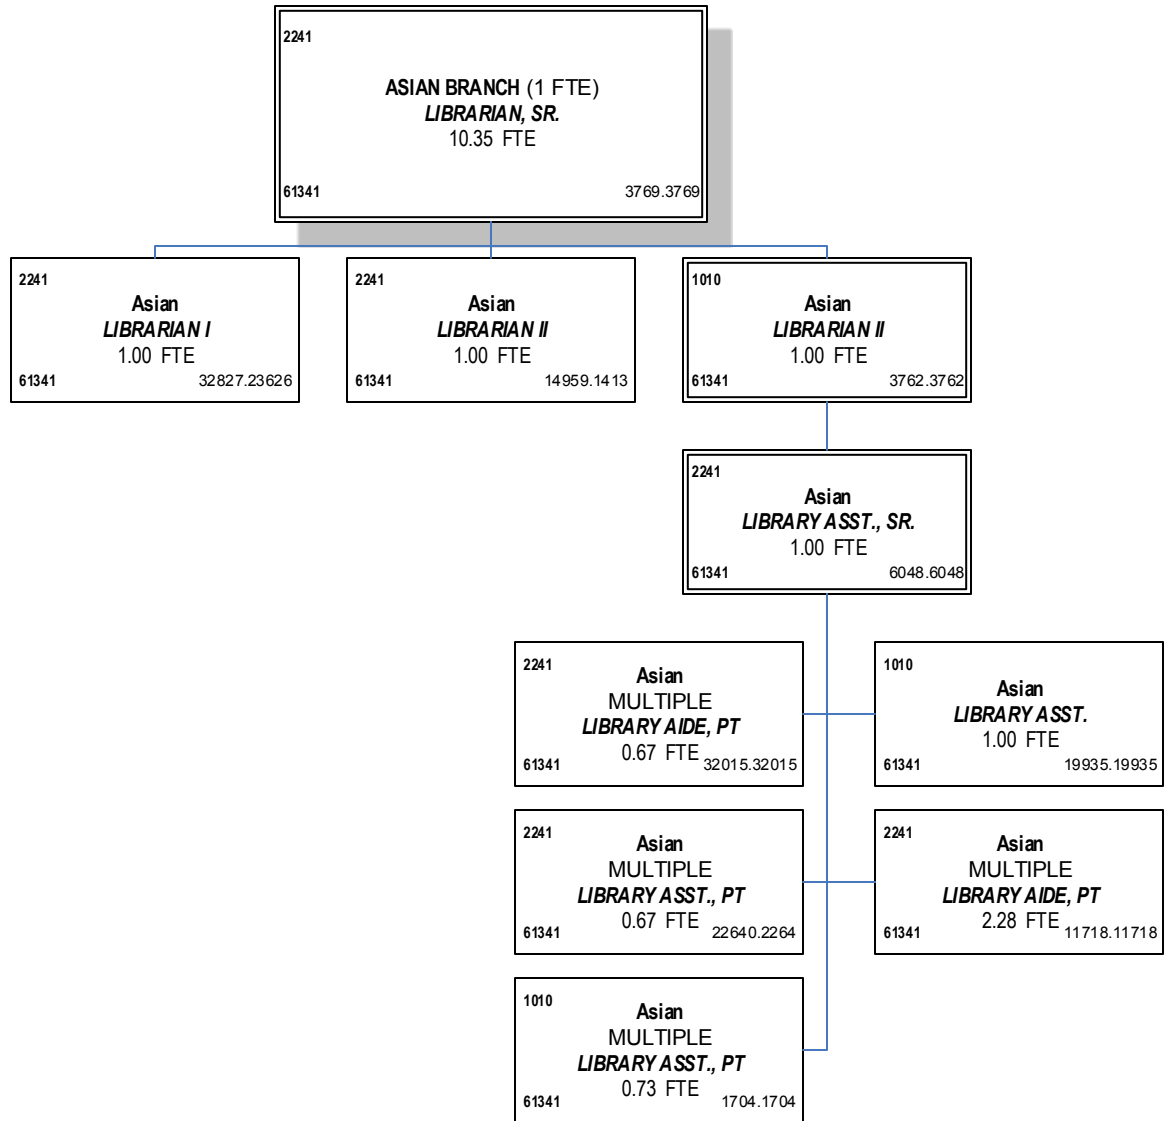 2241
ASIAN BRANCH (1 FTE)
LIBRARIAN, SR.
10.35 FTE
61341 3769.3769
2241
Asian
LIBRARIAN I
1.00 FTE
61341 32827.23626
2241
Asian
LIBRARIAN II
1.00 FTE
61341 14959.1413
1010
Asian
LIBRARIAN II
1.00 FTE
61341 3762.3762
2241
Asian
LIBRARY ASST., SR.
1.00 FTE
61341 6048.6048
2241
Asian
MULTIPLE
LIBRARY AIDE, PT
0.67 FTE
61341 32015.32015
1010
Asian
LIBRARY ASST.
1.00 FTE
61341 19935.19935
2241
Asian
MULTIPLE
LIBRARY ASST., PT
0.67 FTE
61341 22640.2264
2241
Asian
MULTIPLE
LIBRARY AIDE, PT
2.28 FTE
61341 11718.11718
1010
Asian
MULTIPLE
LIBRARY ASST., PT
0.73 FTE
61341 1704.1704